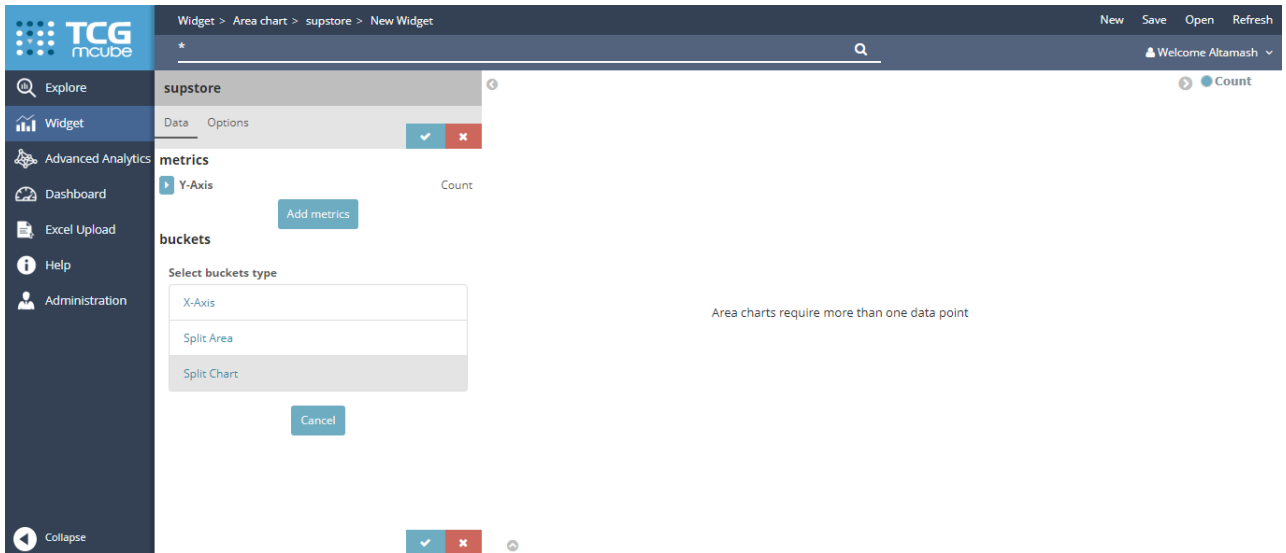 TCG
mcube
Widget > Area chart > supstore > New Widget
New Save Open Refresh
*
Welcome Altamash
Explore
Widget
Advanced Analytics
Dashboard
Excel Upload
Help
Administration
Collapse
supstore
Data Options
metrics
Y-Axis Count
Add metrics
buckets
Select buckets type
X-Axis
Split Area
Split Chart
Cancel
Count
Area charts require more than one data point